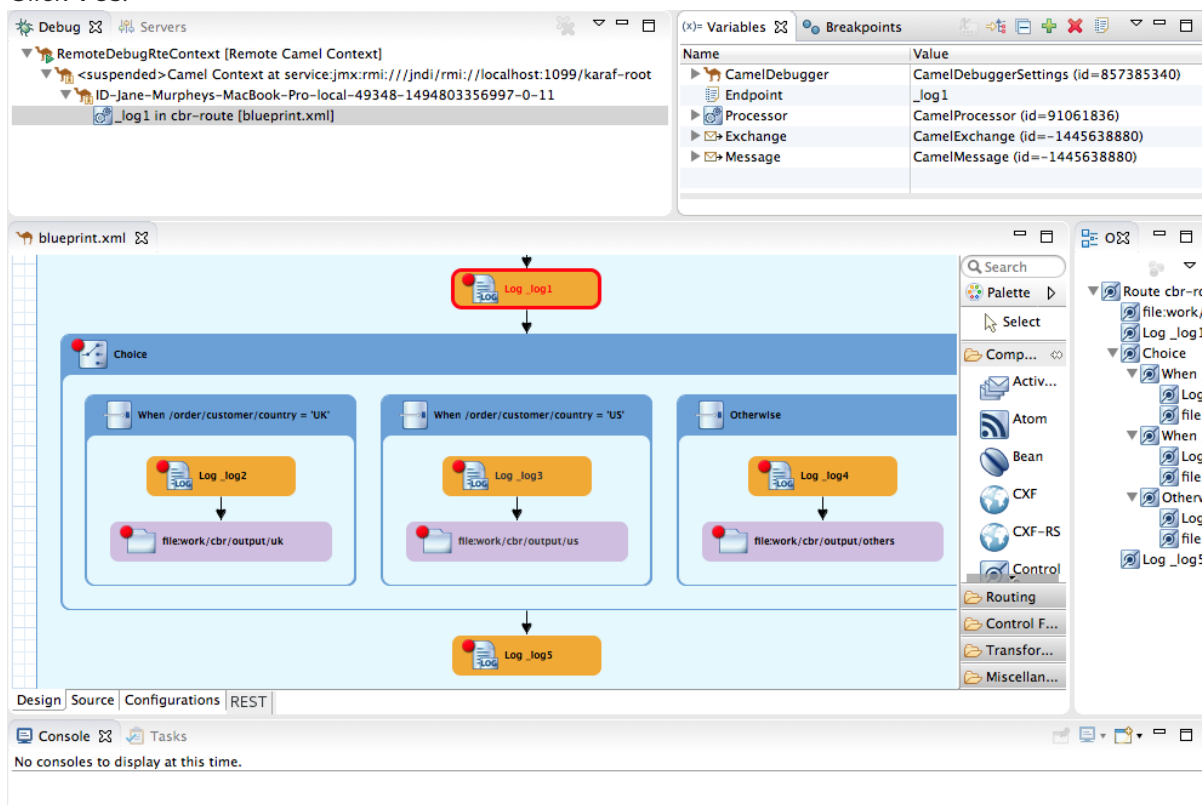 Debug Servers
RemoteDebugRteContext [Remote Camel Context]
<suspended>Camel Context at service:jmx:rmi:///jndi/rmi://localhost:1099/karaf-root
ID-Jane-Murpheys-MacBook-Pro-local-49348-1494803356997-0-11
_log1 in cbr-route [blueprint.xml]
(x)= Variables Breakpoints
Name Value
CamelDebugger CamelDebuggerSettings (id=857385340)
Endpoint _log1
Processor CamelProcessor (id=91061836)
Exchange CamelExchange (id=-1445638880)
Message CamelMessage (id=-1445638880)
blueprint.xml
LOG Log _log1
Choice
When /order/customer/country = 'UK'
When /order/customer/country = 'US'
Otherwise
LOG Log _log2
LOG Log _log3
LOG Log _log4
file:work/cbr/output/uk
file:work/cbr/output/us
file:work/cbr/output/others
LOG Log _log5
Search
Palette
Select
Comp...
Activ...
Atom
Bean
CXF
CXF-RS
Control
Routing
Control F...
Transfor...
Miscellan...
O
Route cbr-ro
file:work/
Log _log1
Choice
When
Log
file
When
Log
file
Otherw
Log
file
Log _log5
Design Source Configurations REST
Console Tasks
No consoles to display at this time.